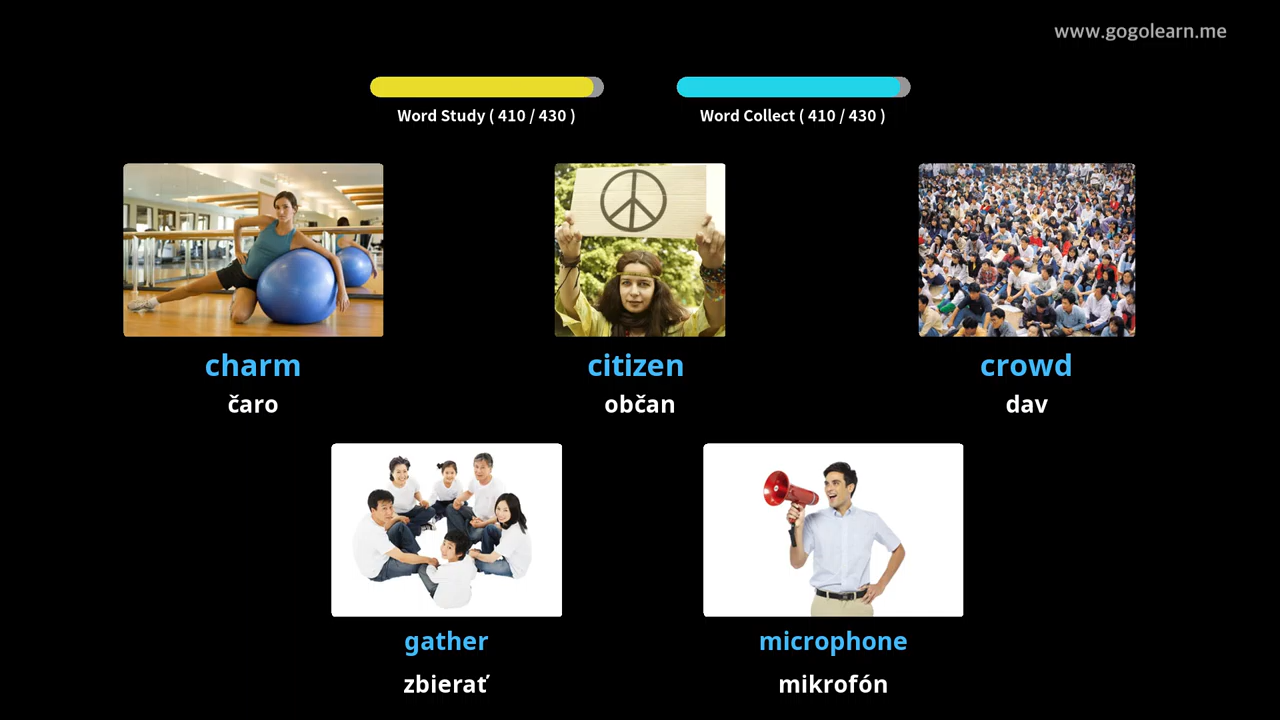 www.gogolearn.me
Word Study ( 410 / 430 )
Word Collect ( 410 / 430 )
charm
citizen
crowd
čaro
občan
dav
gather
microphone
zbierať
mikrofón